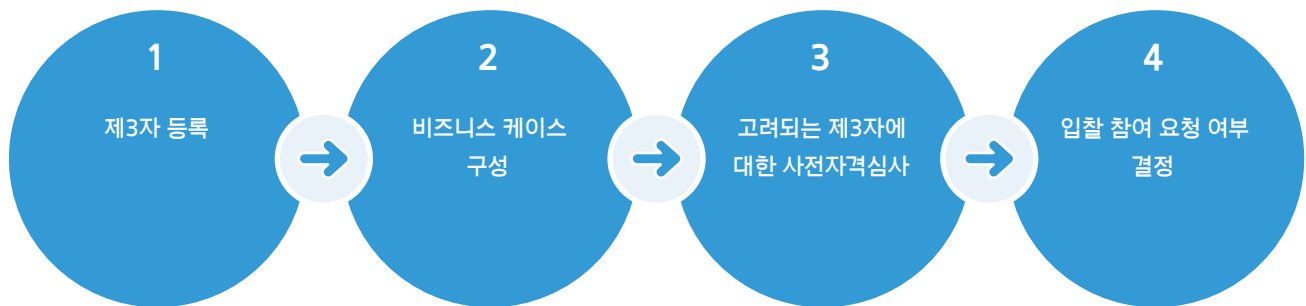 1
제3자 등록
2
비즈니스 케이스
구성
3
고려되는 제3자에
대한 사전자격심사
4
입찰 참여 요청 여부
결정